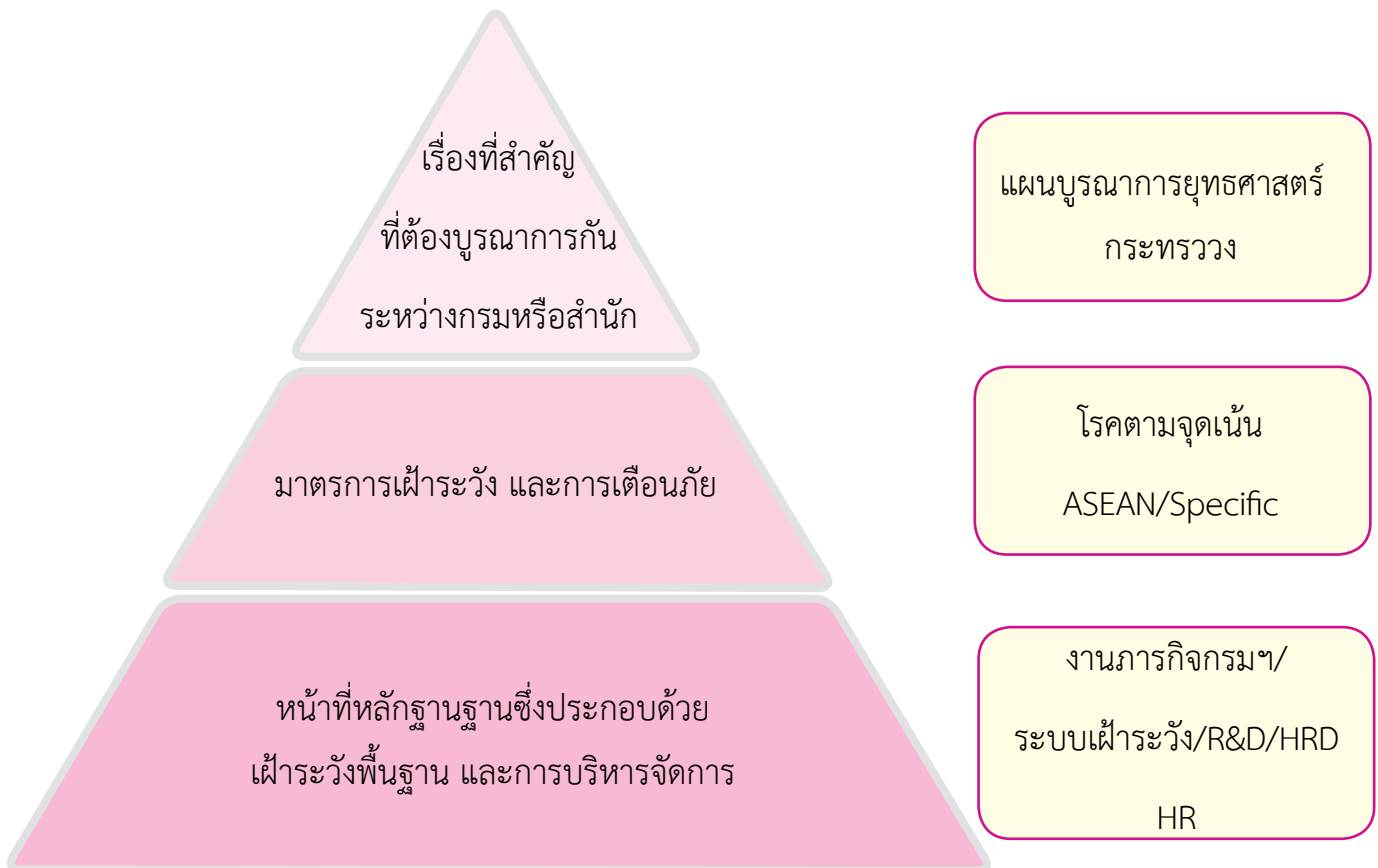 เรื่องที่สำคัญ
ที่ต้องบูรณาการกัน
ระหว่างกรมหรือสำนัก
แผนบูรณาการยุทธศาสตร์
กระทรววง
มาตรการเฝ้าระวัง และการเตือนภัย
โรคตามจุดเน้น
ASEAN/Specific
หน้าที่หลักฐานฐานซึ่งประกอบด้วย
เฝ้าระวังพื้นฐาน และการบริหารจัดการ
งานภารกิจกรมฯ/
ระบบเฝ้าระวัง/R&D/HRD
HR